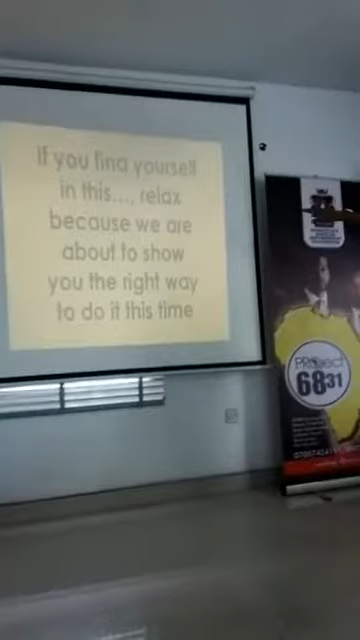 If you find yourself
in this..., relax
because we are
about to show
you the right way
to do it this time
PROJECT
6831